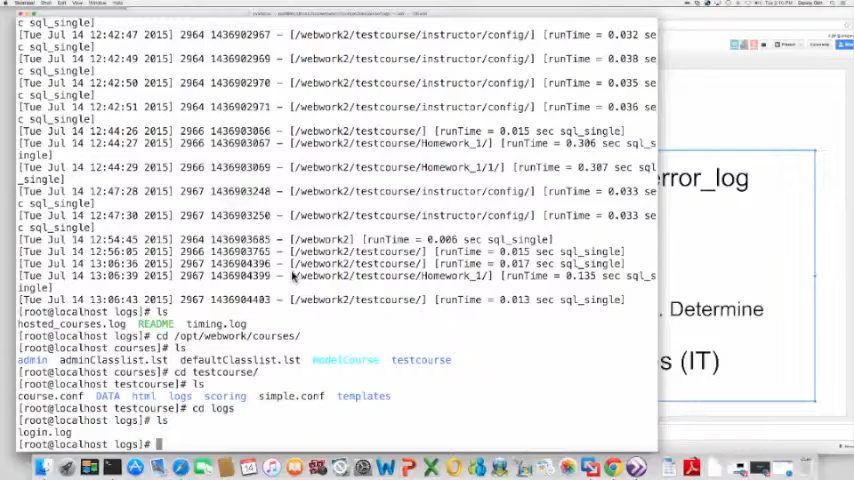 c sql_single]
[Tue Jul 14 12:42:47 2015] 2964 1436902967 - [/webwork2/testcourse/instructor/config/] [runTime = 0.032 se
c sql_single]
[Tue Jul 14 12:42:49 2015] 2964 1436902969 - [/webwork2/testcourse/instructor/config/] [runTime = 0.038 se
c sql_single]
[Tue Jul 14 12:42:50 2015] 2964 1436902970 - [/webwork2/testcourse/instructor/config/] [runTime = 0.035 se
c sql_single]
[Tue Jul 14 12:42:51 2015] 2964 1436902971 - [/webwork2/testcourse/instructor/config/] [runTime = 0.036 se
c sql_single]
[Tue Jul 14 12:44:26 2015] 2966 1436903066 - [/webwork2/testcourse/] [runTime = 0.015 sec sql_single]
[Tue Jul 14 12:44:27 2015] 2966 1436903067 - [/webwork2/testcourse/Homework_1/] [runTime = 0.306 sec sql_s
ingle]
[Tue Jul 14 12:44:29 2015] 2966 1436903069 - [/webwork2/testcourse/Homework_1/1/] [runTime = 0.307 sec sql
_single]
[Tue Jul 14 12:47:28 2015] 2967 1436903248 - [/webwork2/testcourse/instructor/config/] [runTime = 0.033 se
c sql_single]
[Tue Jul 14 12:47:30 2015] 2967 1436903250 - [/webwork2/testcourse/instructor/config/] [runTime = 0.033 se
c sql_single]
[Tue Jul 14 12:54:45 2015] 2964 1436903685 - [/webwork2] [runTime = 0.006 sec sql_single]
[Tue Jul 14 12:56:05 2015] 2966 1436903765 - [/webwork2/testcourse/] [runTime = 0.015 sec sql_single]
[Tue Jul 14 13:06:36 2015] 2967 1436904396 - [/webwork2/testcourse/] [runTime = 0.017 sec sql_single]
[Tue Jul 14 13:06:39 2015] 2967 1436904399 - [/webwork2/testcourse/Homework_1/] [runTime = 0.135 sec sql_s
ingle]
[Tue Jul 14 13:06:43 2015] 2967 1436904403 - [/webwork2/testcourse/] [runTime = 0.013 sec sql_single]
[root@localhost logs]# ls
hosted_courses.log README timing.log
[root@localhost logs]# cd /opt/webwork/courses/
[root@localhost courses]# ls
admin adminClasslist.lst defaultClasslist.lst modelCourse testcourse
[root@localhost courses]# cd testcourse/
[root@localhost testcourse]# ls
course.conf DATA html logs scoring simple.conf templates
[root@localhost testcourse]# cd logs
[root@localhost logs]# ls
login.log
[root@localhost logs]#
error_log
. Determine
s (IT)